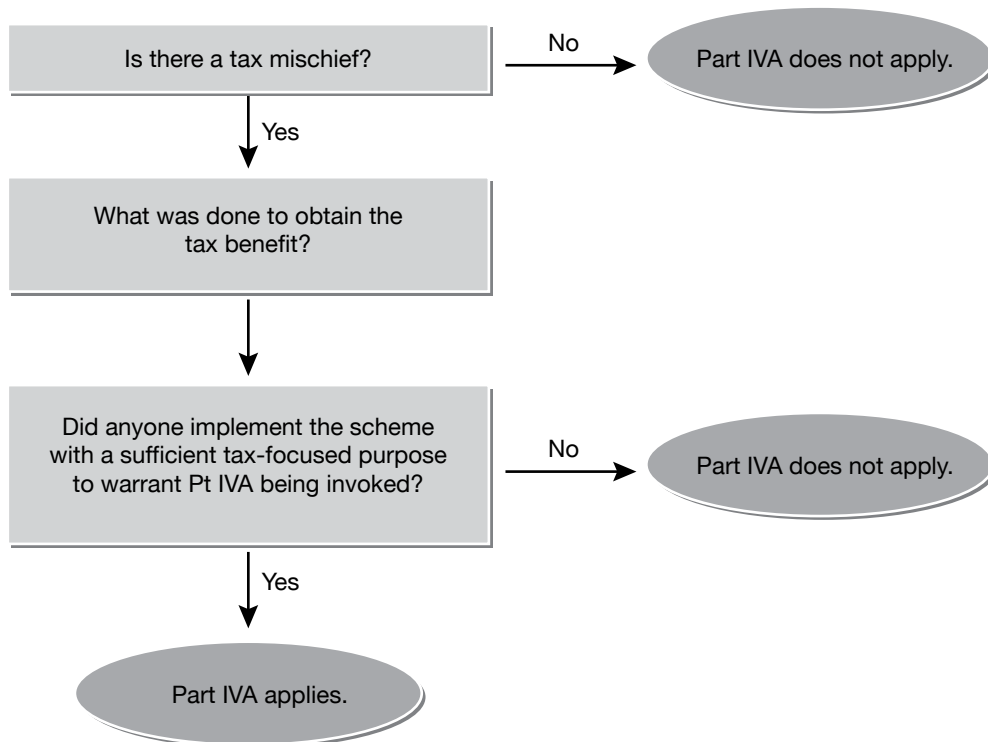 Is there a tax mischief?
No
Part IVA does not apply.
Yes
What was done to obtain the
tax benefit?
Did anyone implement the scheme
with a sufficient tax-focused purpose
to warrant Pt IVA being invoked?
No
Part IVA does not apply.
Yes
Part IVA applies.